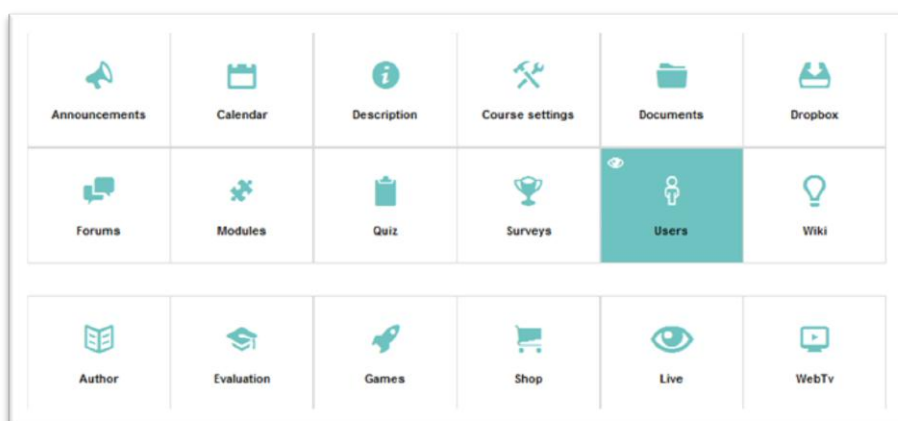 Announcements Calendar Description Course settings Documents Dropbox
Forums Modules Quiz Surveys Users Wiki
Author Evaluation Games Shop Live WebTv